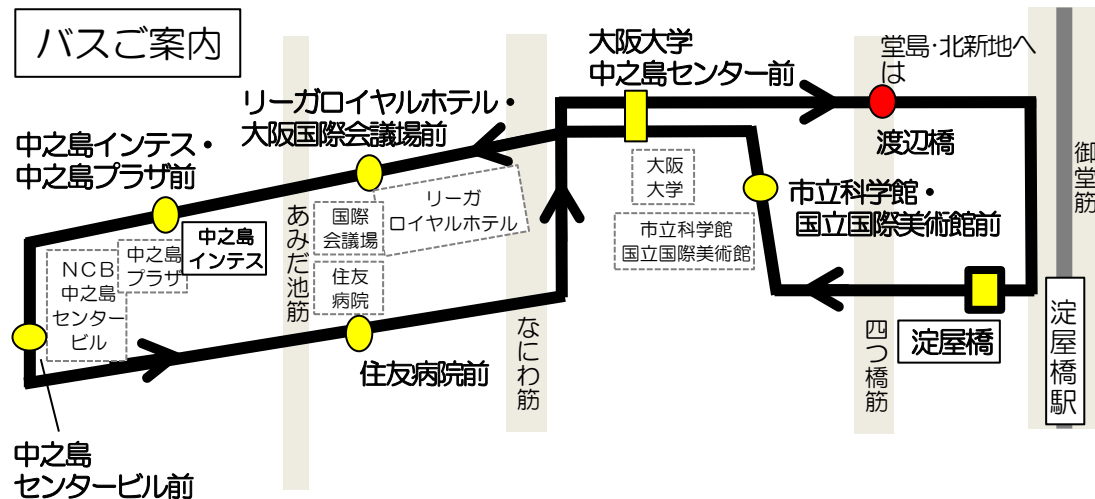 バスご案内
大阪大学
中之島センター前
堂島・北新地へ
は
リーガロイヤルホテル・
大阪国際会議場前
中之島インテス・
中之島プラザ前
渡辺橋
御堂筋
大阪
大学
市立科学館・
国立国際美術館前
リーガ
ロイヤルホテル
国際
会議場
あみだ池筋
中之島
インテス
市立科学館
国立国際美術館
中之島
プラザ
NCB
中之島
センター
ビル
住友
病院
なにわ筋
四つ橋筋
淀屋橋
淀屋橋駅
住友病院前
中之島
センタービル前